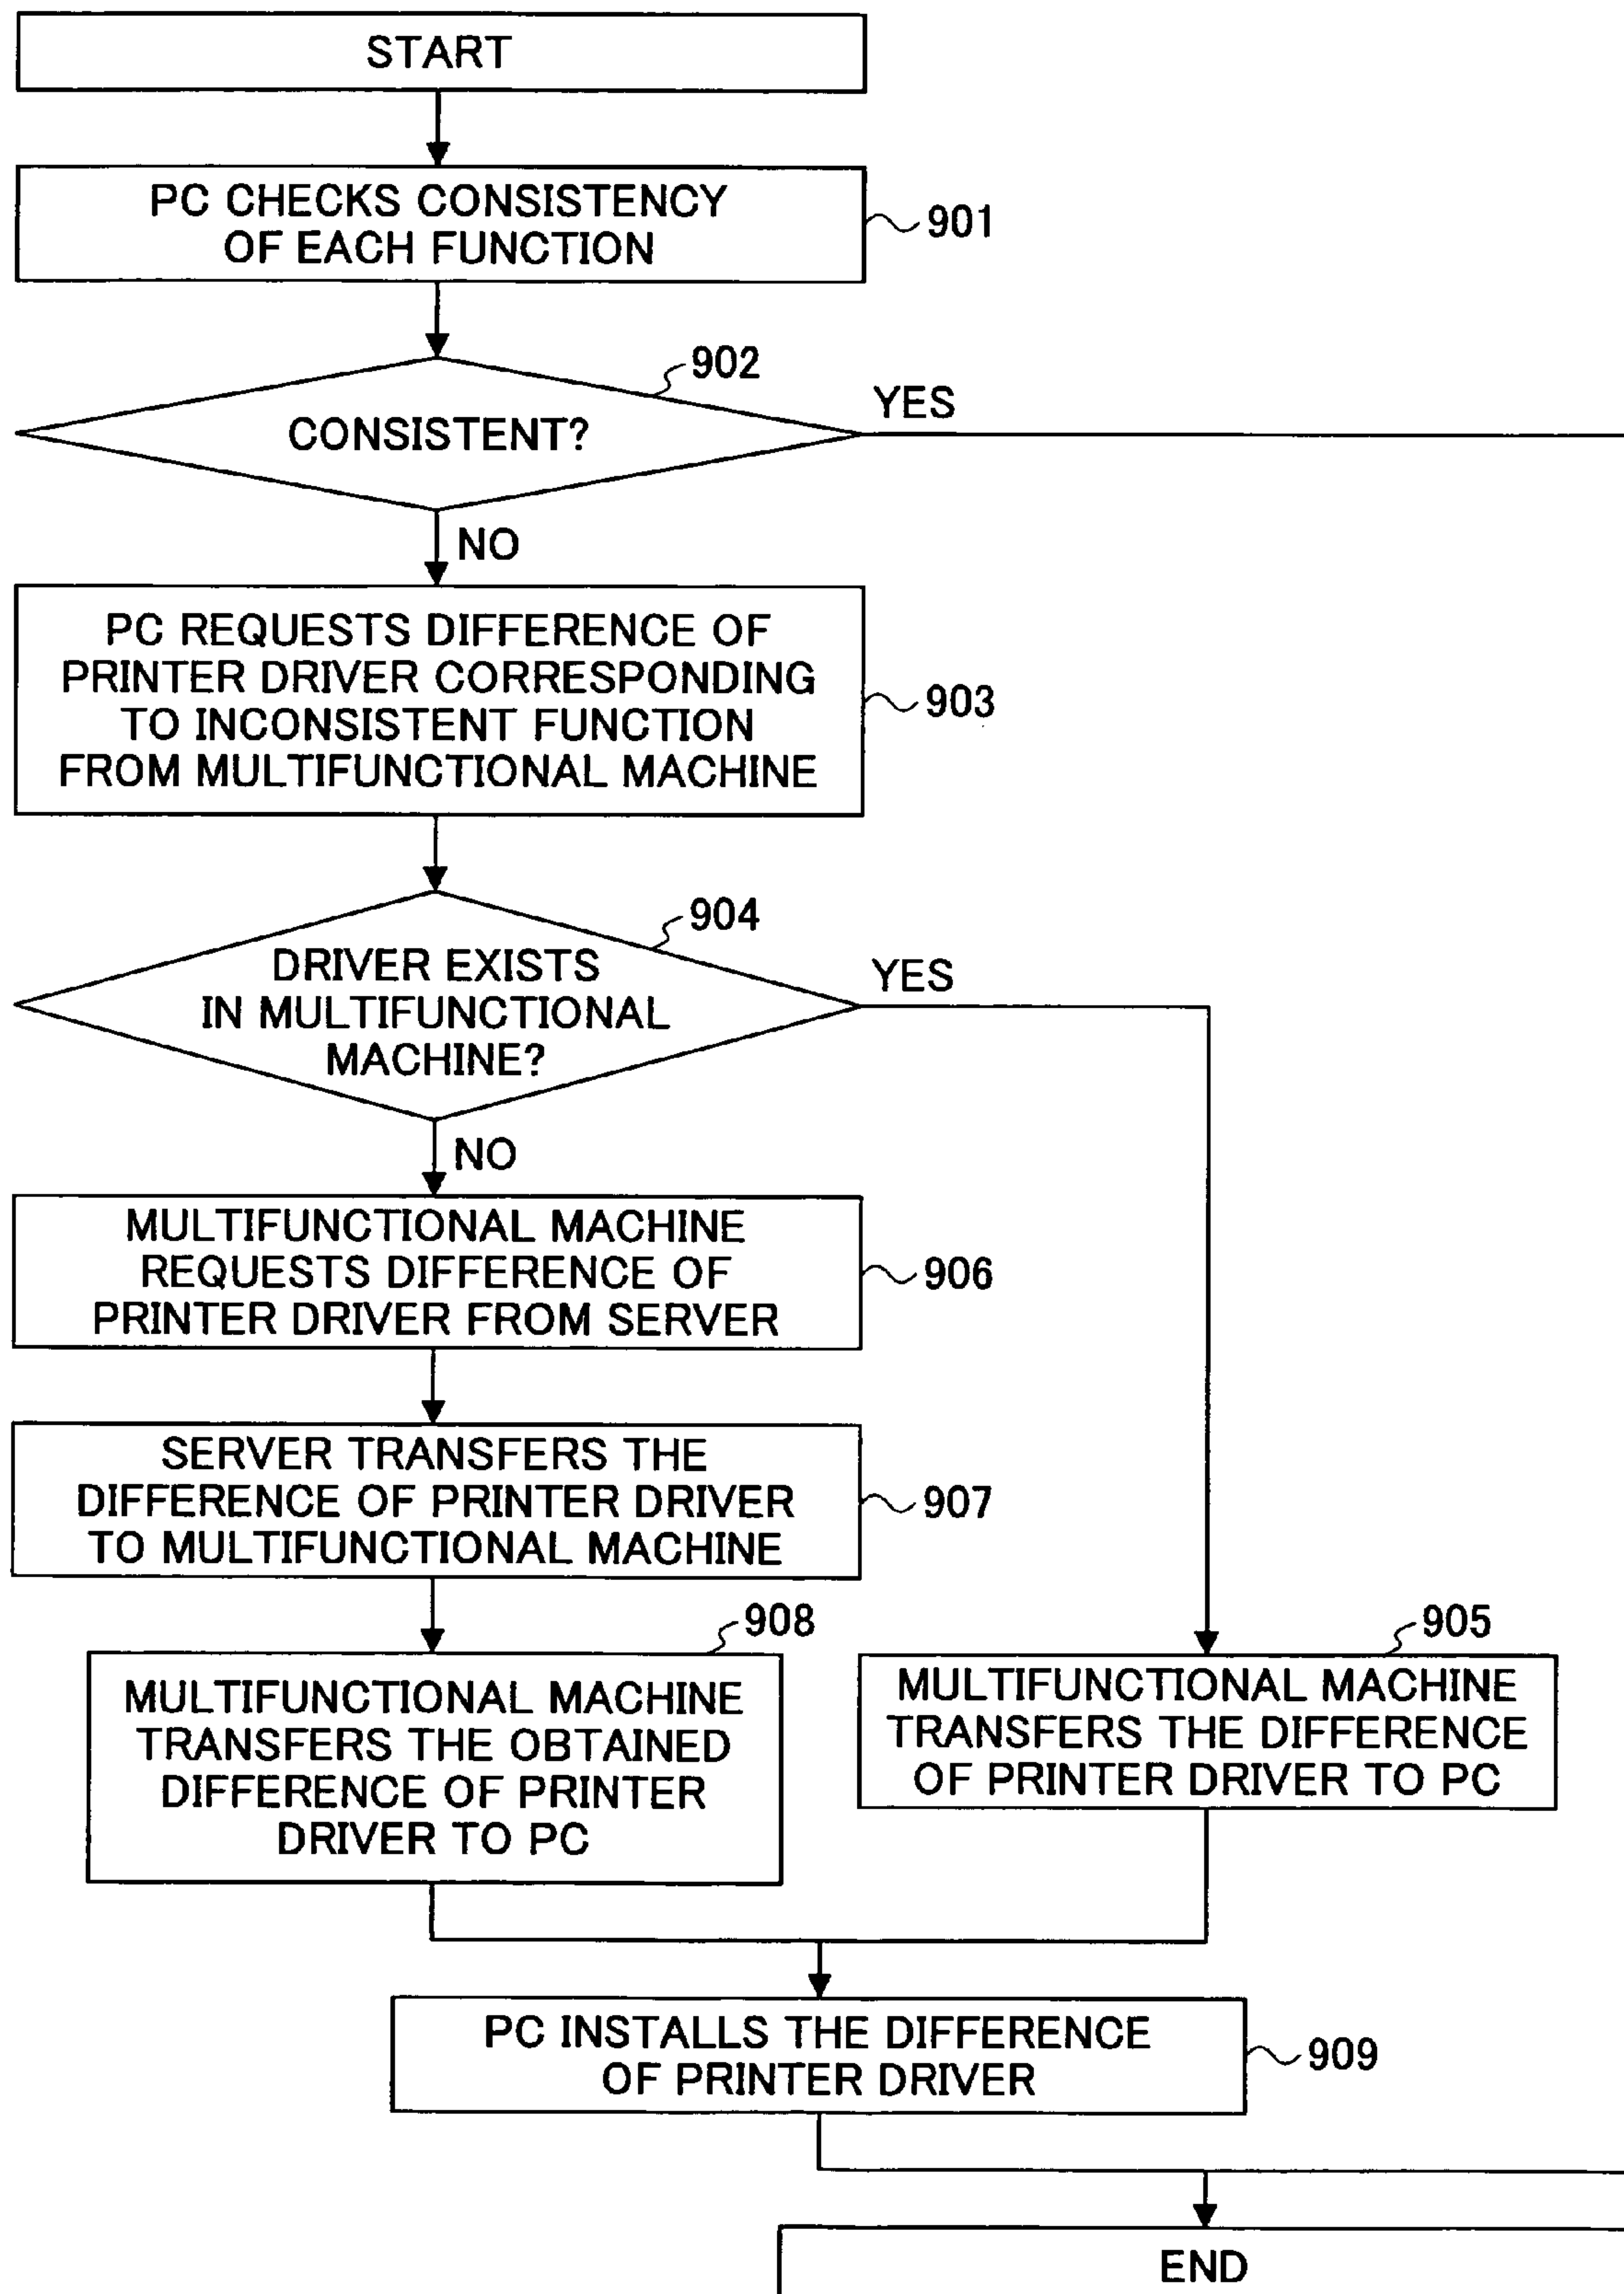 START
PC CHECKS CONSISTENCY
OF EACH FUNCTION
901
902
CONSISTENT?
YES
NO
PC REQUESTS DIFFERENCE OF
PRINTER DRIVER CORRESPONDING
TO INCONSISTENT FUNCTION
FROM MULTIFUNCTIONAL MACHINE
903
904
DRIVER EXISTS
IN MULTIFUNCTIONAL
MACHINE?
YES
NO
MULTIFUNCTIONAL MACHINE
REQUESTS DIFFERENCE OF
PRINTER DRIVER FROM SERVER
906
SERVER TRANSFERS THE
DIFFERENCE OF PRINTER DRIVER
TO MULTIFUNCTIONAL MACHINE
907
908
MULTIFUNCTIONAL MACHINE
TRANSFERS THE OBTAINED
DIFFERENCE OF PRINTER
DRIVER TO PC
905
MULTIFUNCTIONAL MACHINE
TRANSFERS THE DIFFERENCE
OF PRINTER DRIVER TO PC
PC INSTALLS THE DIFFERENCE
OF PRINTER DRIVER
909
END